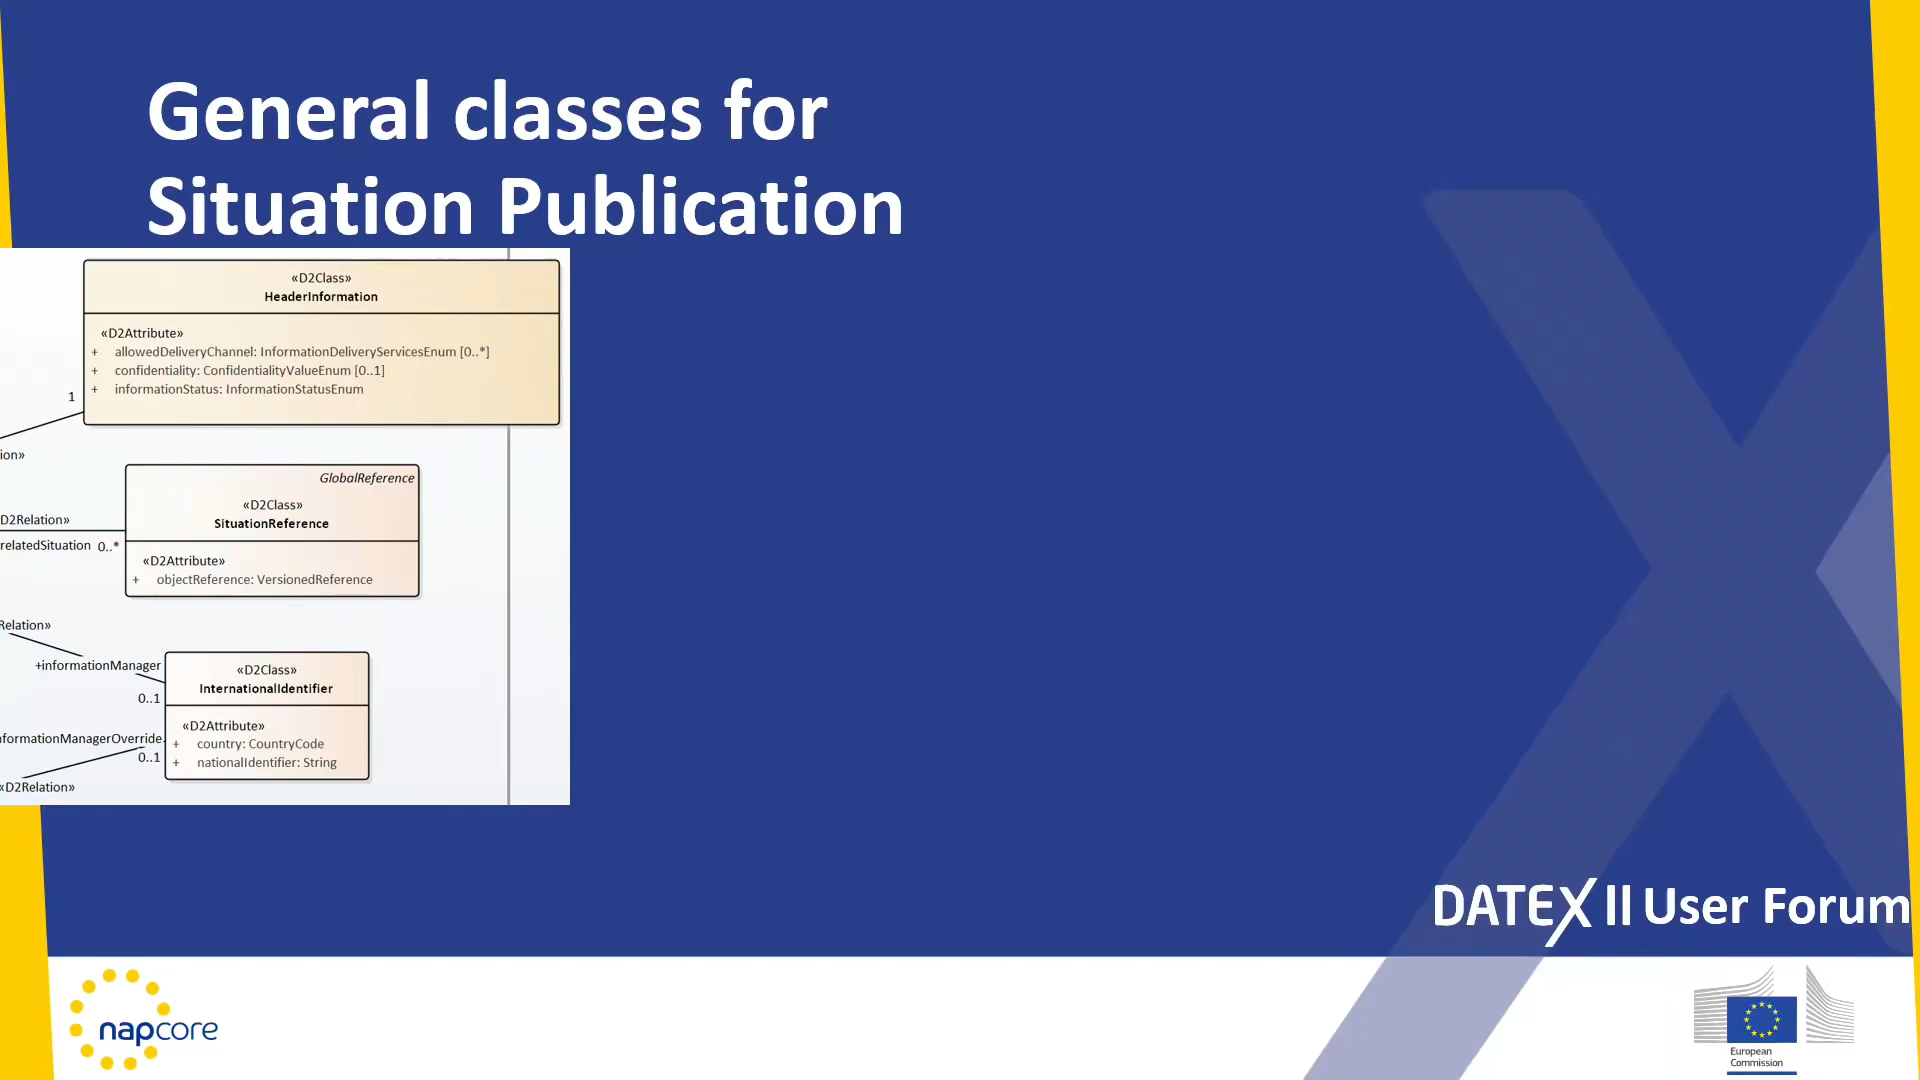 General classes for
Situation Publication
«D2Class»
HeaderInformation
«D2Attribute»
+ allowedDeliveryChannel: InformationDeliveryServicesEnum [0..*]
+ confidentiality: ConfidentialityValueEnum [0..1]
+ informationStatus: InformationStatusEnum
1
ion»
GlobalReference
«D2Class»
SituationReference
D2Relation»
relatedSituation 0..*
«D2Attribute»
+ objectReference: VersionedReference
Relation»
+informationManager
0..1
«D2Class»
InternationalIdentifier
«D2Attribute»
nformationManagerOverride
+ country: CountryCode
0..1
+ nationalIdentifier: String
«D2Relation»
DATEX II User Forum
napcore
European
Commission